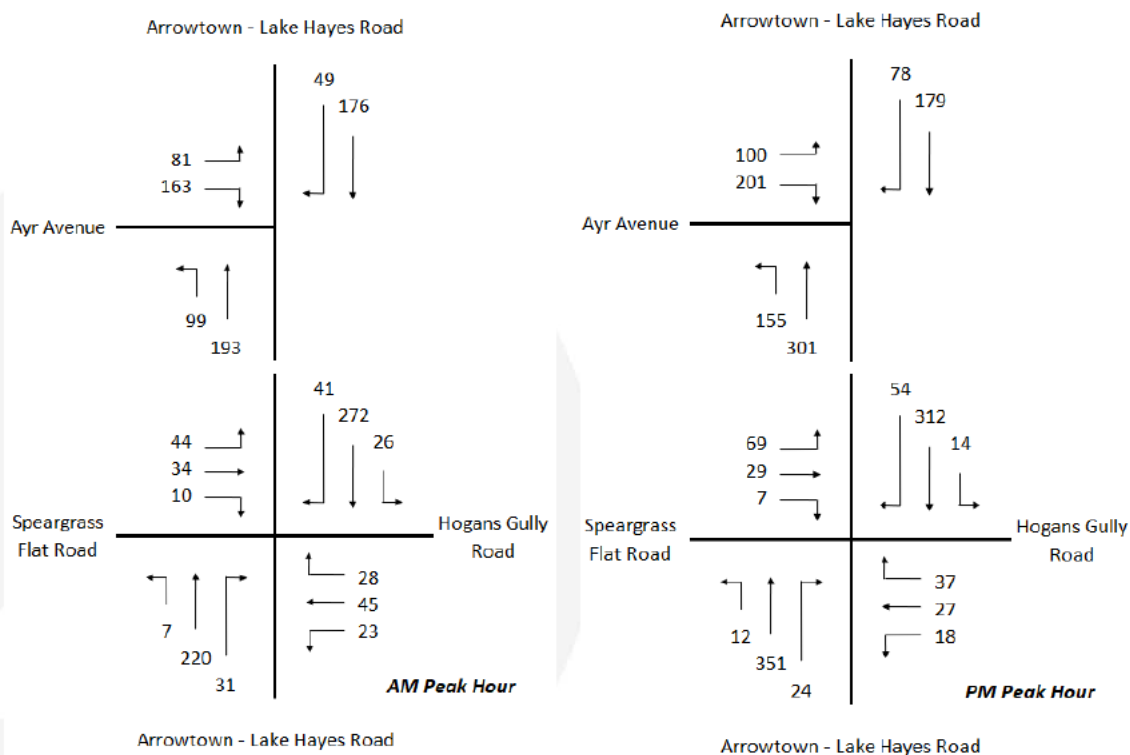 Arrowtown - Lake Hayes Road
49
176
81
163
Ayr Avenue
99
193
41
272
26
44
34
10
Speargrass
Flat Road
Hogans Gully
Road
28
45
23
7
220
31
AM Peak Hour
Arrowtown - Lake Hayes Road
Arrowtown - Lake Hayes Road
78
179
100
201
Ayr Avenue
155
301
54
312
14
69
29
7
Speargrass
Flat Road
Hogans Gully
Road
37
27
18
12
351
24
PM Peak Hour
Arrowtown - Lake Hayes Road